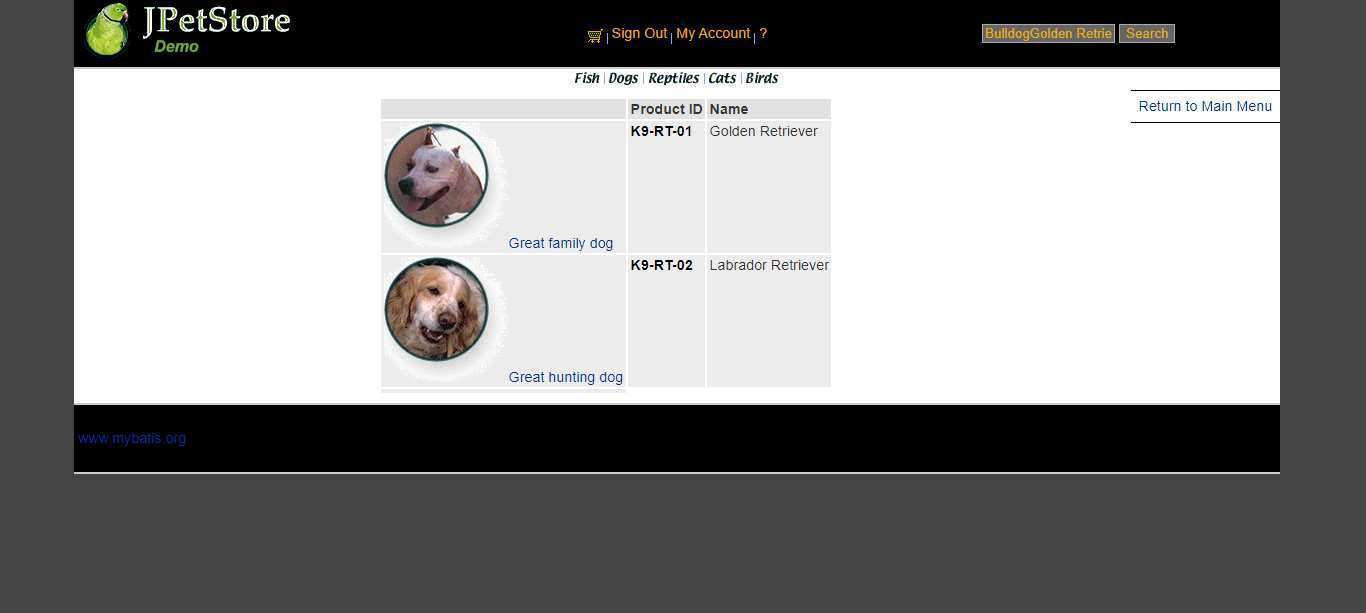 JPetStore
Demo
Sign Out | My Account | ?
BulldogGolden Retrie Search
Fish | Dogs | Reptiles | Cats | Birds
Return to Main Menu
Product ID Name
K9-RT-01 Golden Retriever
Great family dog
K9-RT-02 Labrador Retriever
Great hunting dog
www.mybatis.org